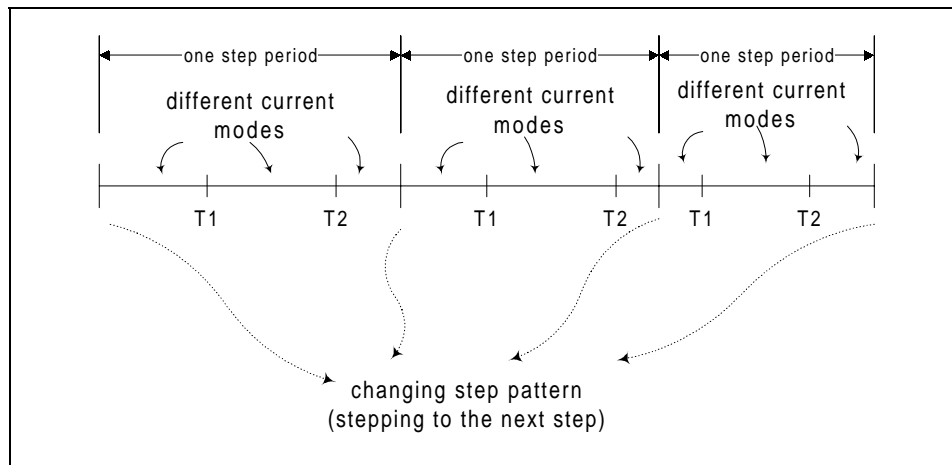 one step period one step period one step period
different current modes
different current modes
different current modes
T1 T2 T1 T2 T1 T2
changing step pattern
(stepping to the next step)